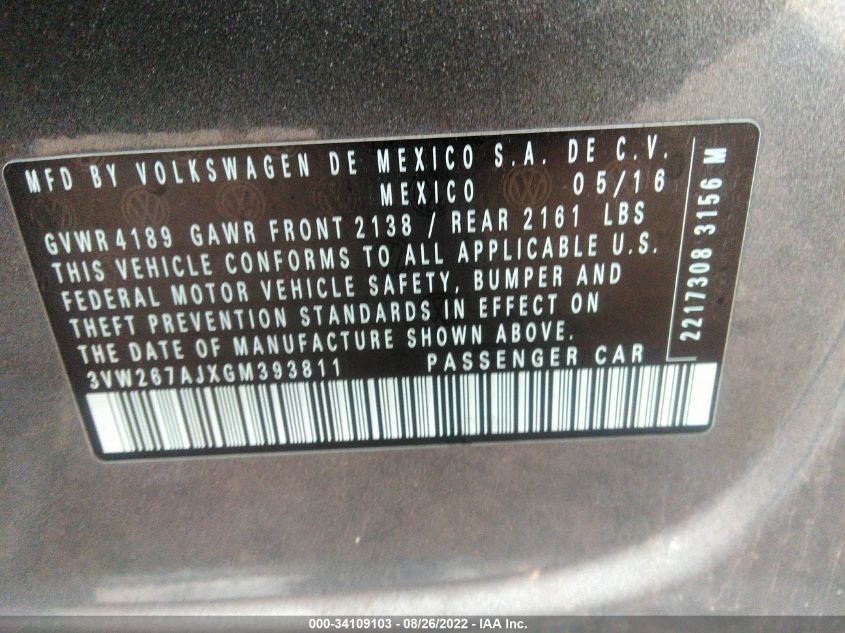 MFD BY VOLKSWAGEN DE MEXICO S.A. DE C.V.
MEXICO 05/16
GVWR 4189 GAWR FRONT 2138 / REAR 2161 LBS
THIS VEHICLE CONFORMS TO ALL APPLICABLE U.S.
FEDERAL MOTOR VEHICLE SAFETY, BUMPER AND
THEFT PREVENTION STANDARDS IN EFFECT ON
THE DATE OF MANUFACTURE SHOWN ABOVE.
3VW267AJXGM393811 PASSENGER CAR
2217308 3156 M
000-34109103 - 08/26/2022 - IAA Inc.